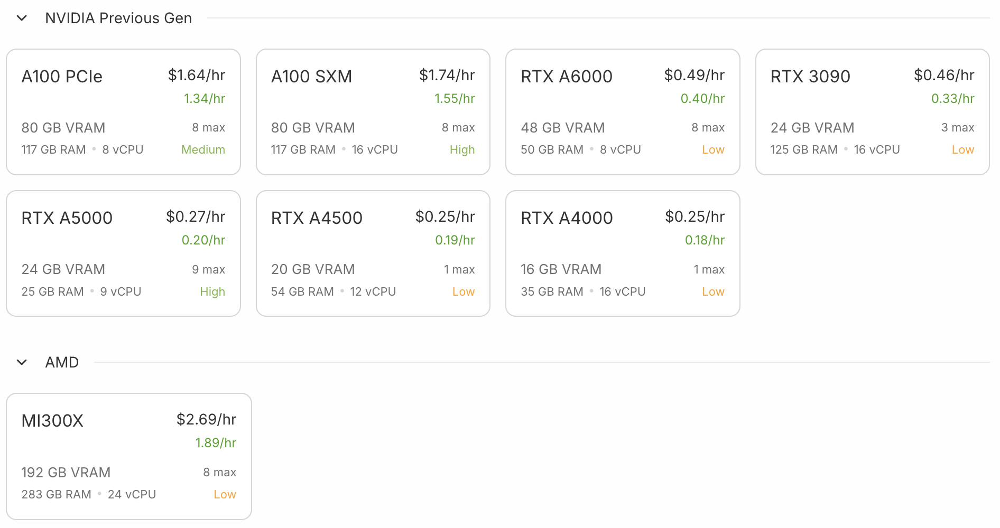 NVIDIA Previous Gen
A100 PCIe $1.64/hr
1.34/hr
80 GB VRAM 8 max
117 GB RAM • 8 vCPU Medium
A100 SXM $1.74/hr
1.55/hr
80 GB VRAM 8 max
117 GB RAM • 16 vCPU High
RTX A6000 $0.49/hr
0.40/hr
48 GB VRAM 8 max
50 GB RAM • 8 vCPU Low
RTX 3090 $0.46/hr
0.33/hr
24 GB VRAM 3 max
125 GB RAM • 16 vCPU Low
RTX A5000 $0.27/hr
0.20/hr
24 GB VRAM 9 max
25 GB RAM • 9 vCPU High
RTX A4500 $0.25/hr
0.19/hr
20 GB VRAM 1 max
54 GB RAM • 12 vCPU Low
RTX A4000 $0.25/hr
0.18/hr
16 GB VRAM 1 max
35 GB RAM • 16 vCPU Low
AMD
MI300X $2.69/hr
1.89/hr
192 GB VRAM 8 max
283 GB RAM • 24 vCPU Low